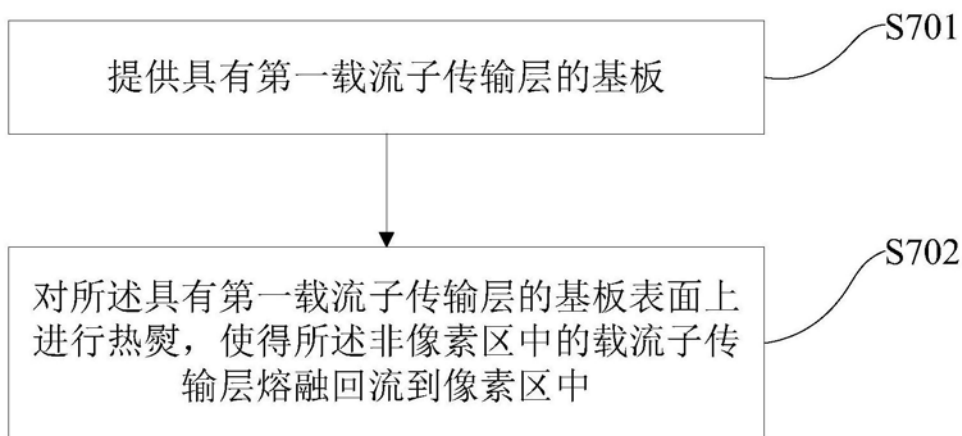 S701
提供具有第一载流子传输层的基板
S702
对所述具有第一载流子传输层的基板表面上
进行热熨，使得所述非像素区中的载流子传
输层熔融回流到像素区中